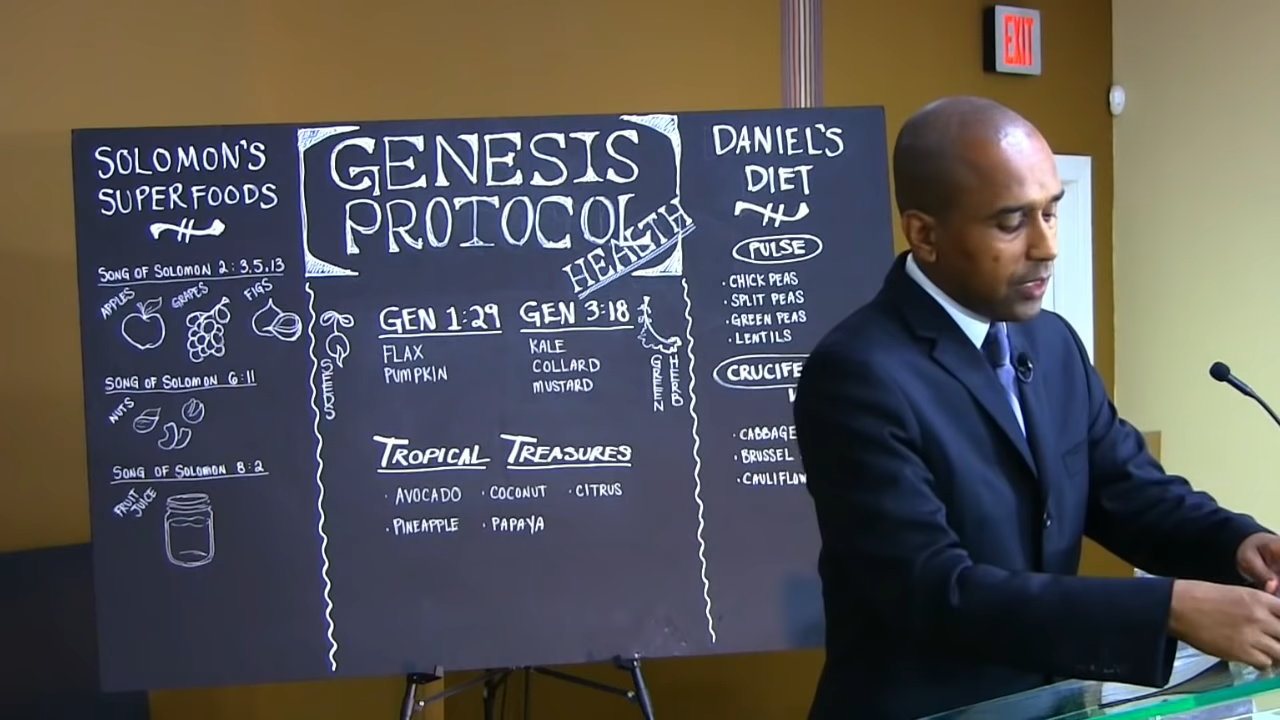 EXIT
SOLOMON'S
SUPERFOODS
SONG OF SOLOMON 2:3,5,13
APPLES
GRAPES
FIGS
SONG OF SOLOMON 6:11
NUTS
SONG OF SOLOMON 8:2
FRUIT
JUICE
GENESIS
PROTOCOL
HEALTH
GEN 1:29
FLAX
PUMPKIN
SEEDS
GEN 3:18
KALE
COLLARD
MUSTARD
GREEN
HERB
TROPICAL TREASURES
· AVOCADO · COCONUT · CITRUS
· PINEAPPLE · PAPAYA
DANIEL'S
DIET
PULSE
· CHICK PEAS
· SPLIT PEAS
· GREEN PEAS
· LENTILS
CRUCIFE
· CABBAGE
· BRUSSEL
· CAULIFLOW